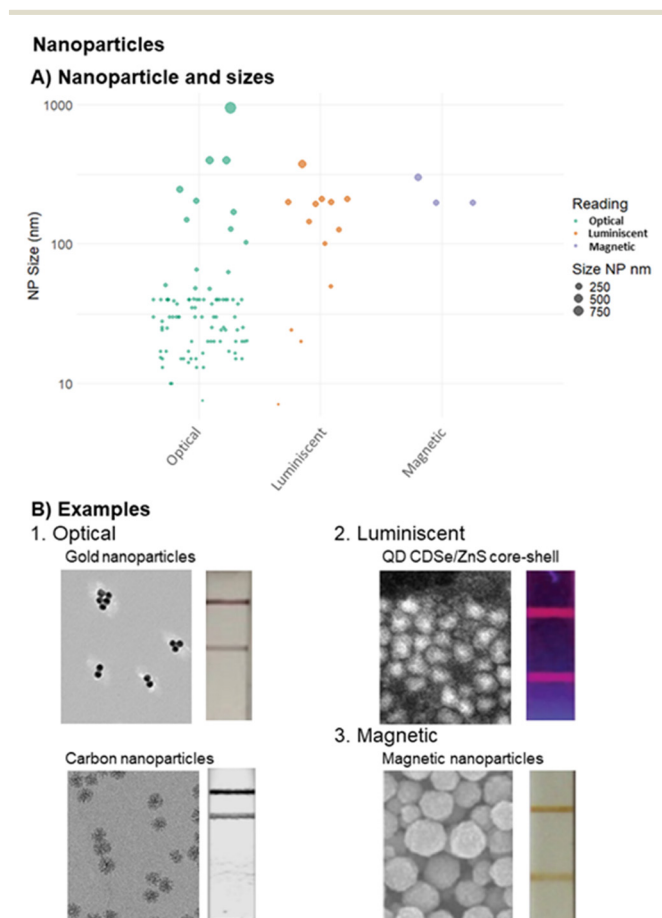 Nanoparticles
A) Nanoparticle and sizes
1000
100
10
NP Size (nm)
Optical
Luminiscent
Magnetic
Reading
Optical
Luminiscent
Magnetic
Size NP nm
250
500
750
B) Examples
1. Optical
Gold nanoparticles
2. Luminiscent
QD CDSe/ZnS core-shell
Carbon nanoparticles
3. Magnetic
Magnetic nanoparticles